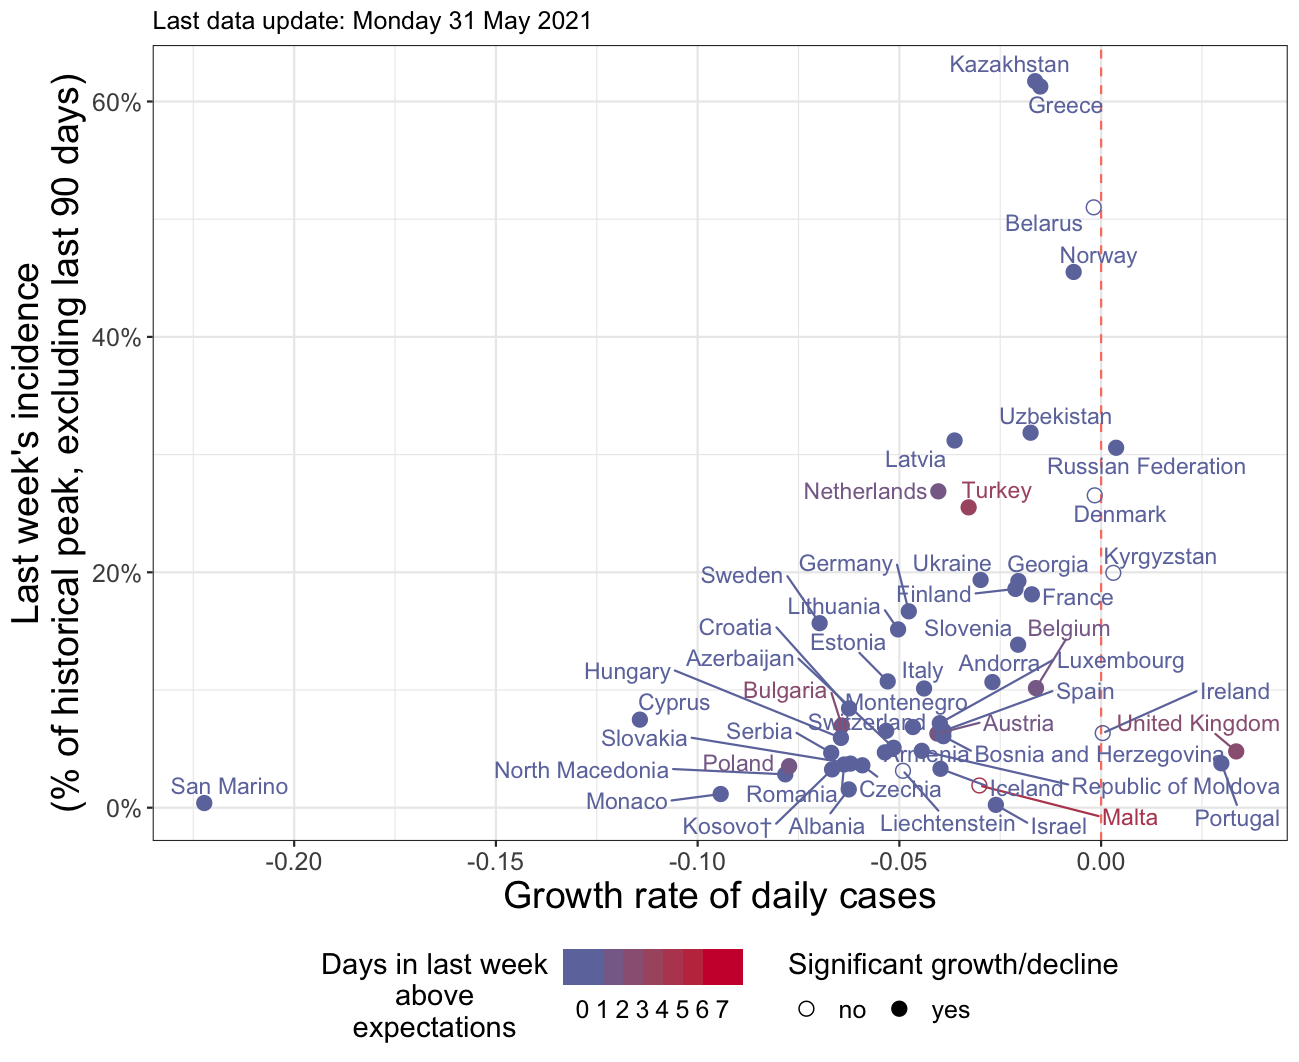 Last data update: Monday 31 May 2021
Last week's incidence
(% of historical peak, excluding last 90 days)
60%
40%
20%
0%
Kazakhstan
Greece
Belarus
Norway
Uzbekistan
Latvia
Russian Federation
Netherlands
Turkey
Denmark
Kyrgyzstan
Germany
Ukraine
Georgia
Sweden
Finland
France
Lithuania
Croatia
Estonia
Slovenia
Belgium
Azerbaijan
Italy
Andorra
Luxembourg
Hungary
Bulgaria
Spain
Ireland
Cyprus
Montenegro
Serbia
Switzerland
Austria
United Kingdom
Slovakia
Armenia
Bosnia and Herzegovina
North Macedonia
Poland
San Marino
Monaco
Romania
Czechia
Iceland
Republic of Moldova
Kosovo†
Albania
Liechtenstein
Israel
Malta
Portugal
-0.20
-0.15
-0.10
-0.05
0.00
Growth rate of daily cases
Days in last week
above
expectations
0 1 2 3 4 5 6 7
Significant growth/decline
no
yes